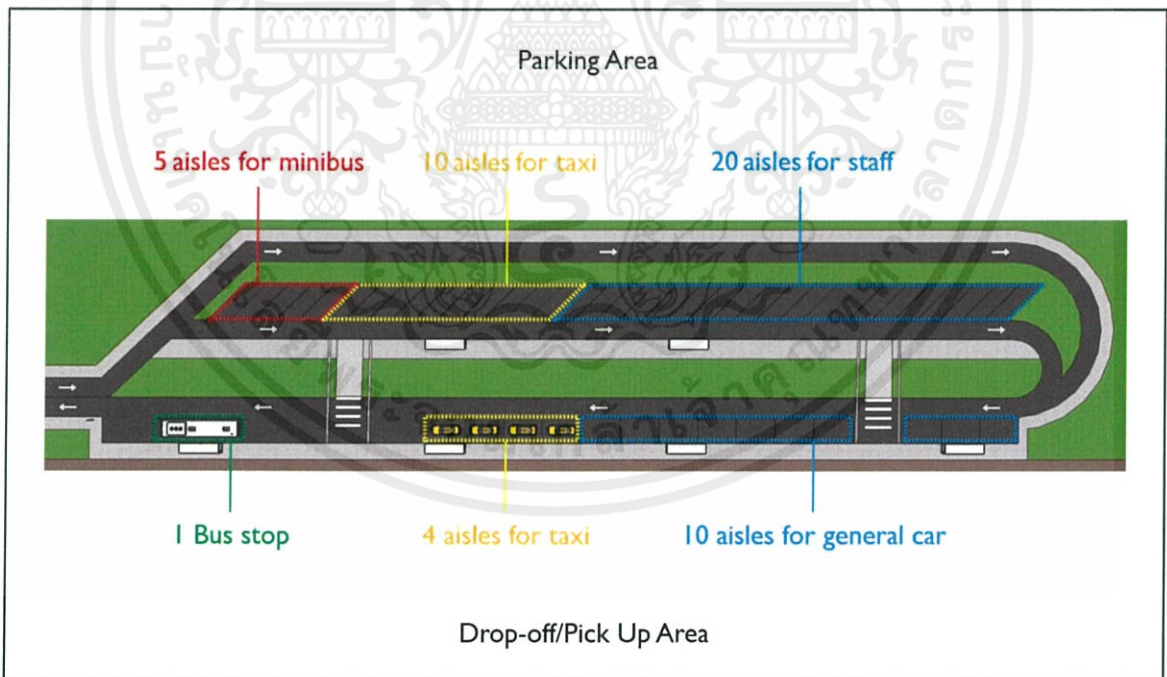 Parking Area
5 aisles for minibus
10 aisles for taxi
20 aisles for staff
1 Bus stop
4 aisles for taxi
10 aisles for general car
Drop-off/Pick Up Area